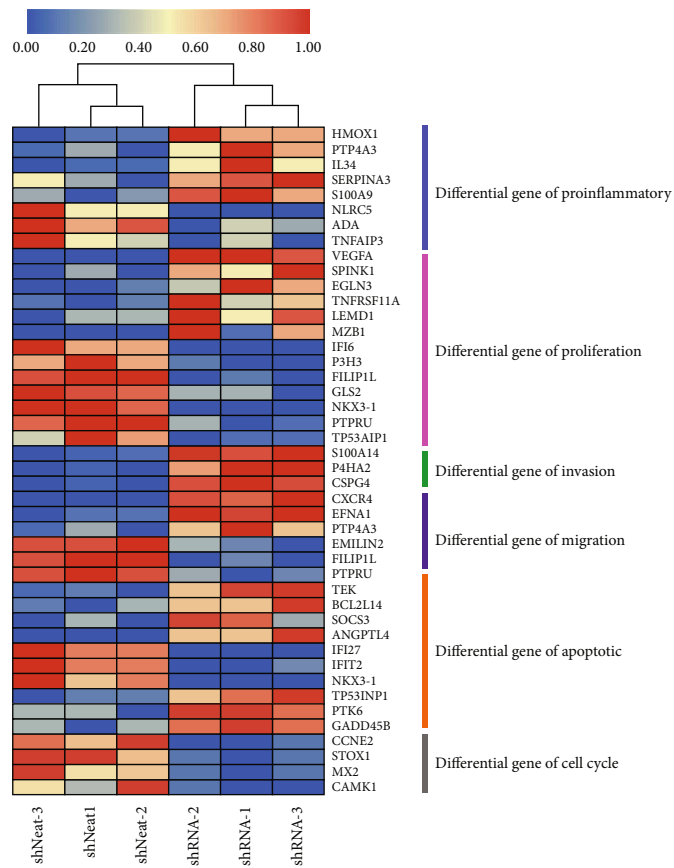 0.00 0.20 0.40 0.60 0.80 1.00
HMOX1
PTP4A3
IL34
SERPINA3
S100A9
NLRC5
ADA
TNFAIP3
Differential gene of proinflammatory
VEGFA
SPINK1
EGLN3
TNFRSF11A
LEMD1
MZB1
IFI6
P3H3
FILIP1L
GLS2
NKX3-1
PTPRU
TP53AIP1
Differential gene of proliferation
S100A14
P4HA2
CSPG4
Differential gene of invasion
CXCR4
EFNA1
PTP4A3
EMILIN2
FILIP1L
PTPRU
Differential gene of migration
TEK
BCL2L14
SOCS3
ANGPTL4
IFI27
IFIT2
NKX3-1
TP53INP1
PTK6
GADD45B
Differential gene of apoptotic
CCNE2
STOX1
MX2
CAMK1
Differential gene of cell cycle
shNeat-3
shNeat1
shNeat-2
shRNA-2
shRNA-1
shRNA-3